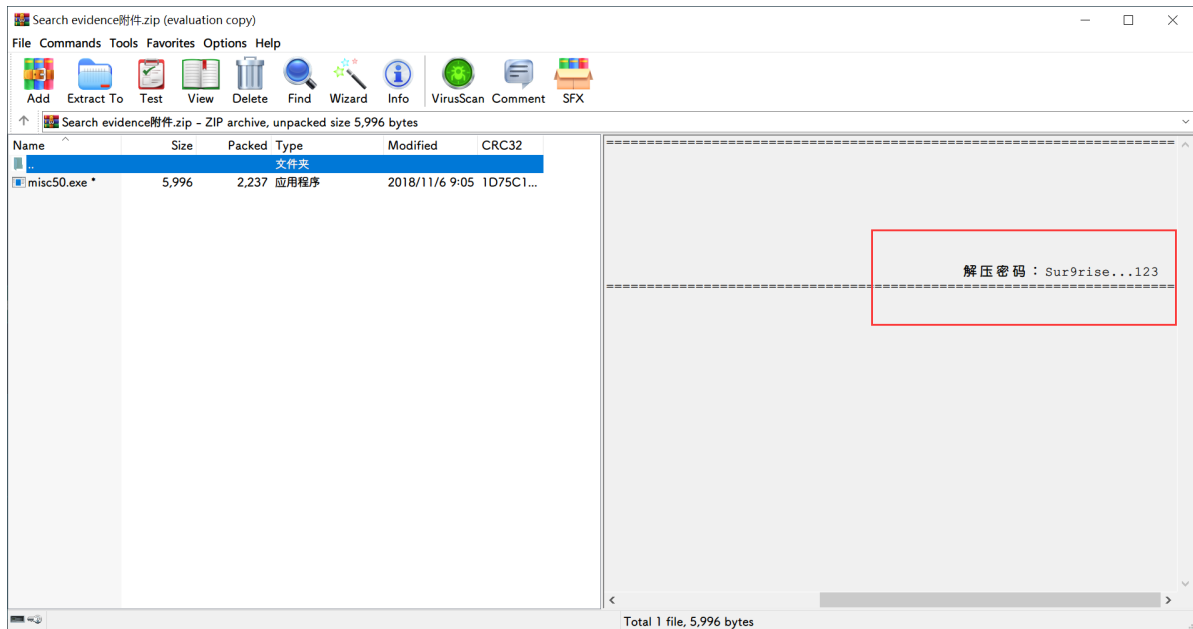 Search evidence附件.zip (evaluation copy)
File Commands Tools Favorites Options Help
Add Extract To Test View Delete Find Wizard Info VirusScan Comment SFX
Search evidence附件.zip - ZIP archive, unpacked size 5,996 bytes
Name Size Packed Type Modified CRC32
.. 文件夹
misc50.exe * 5,996 2,237 应用程序 2018/11/6 9:05 1D75C1...
解压密码：Sur9rise...123
Total 1 file, 5,996 bytes